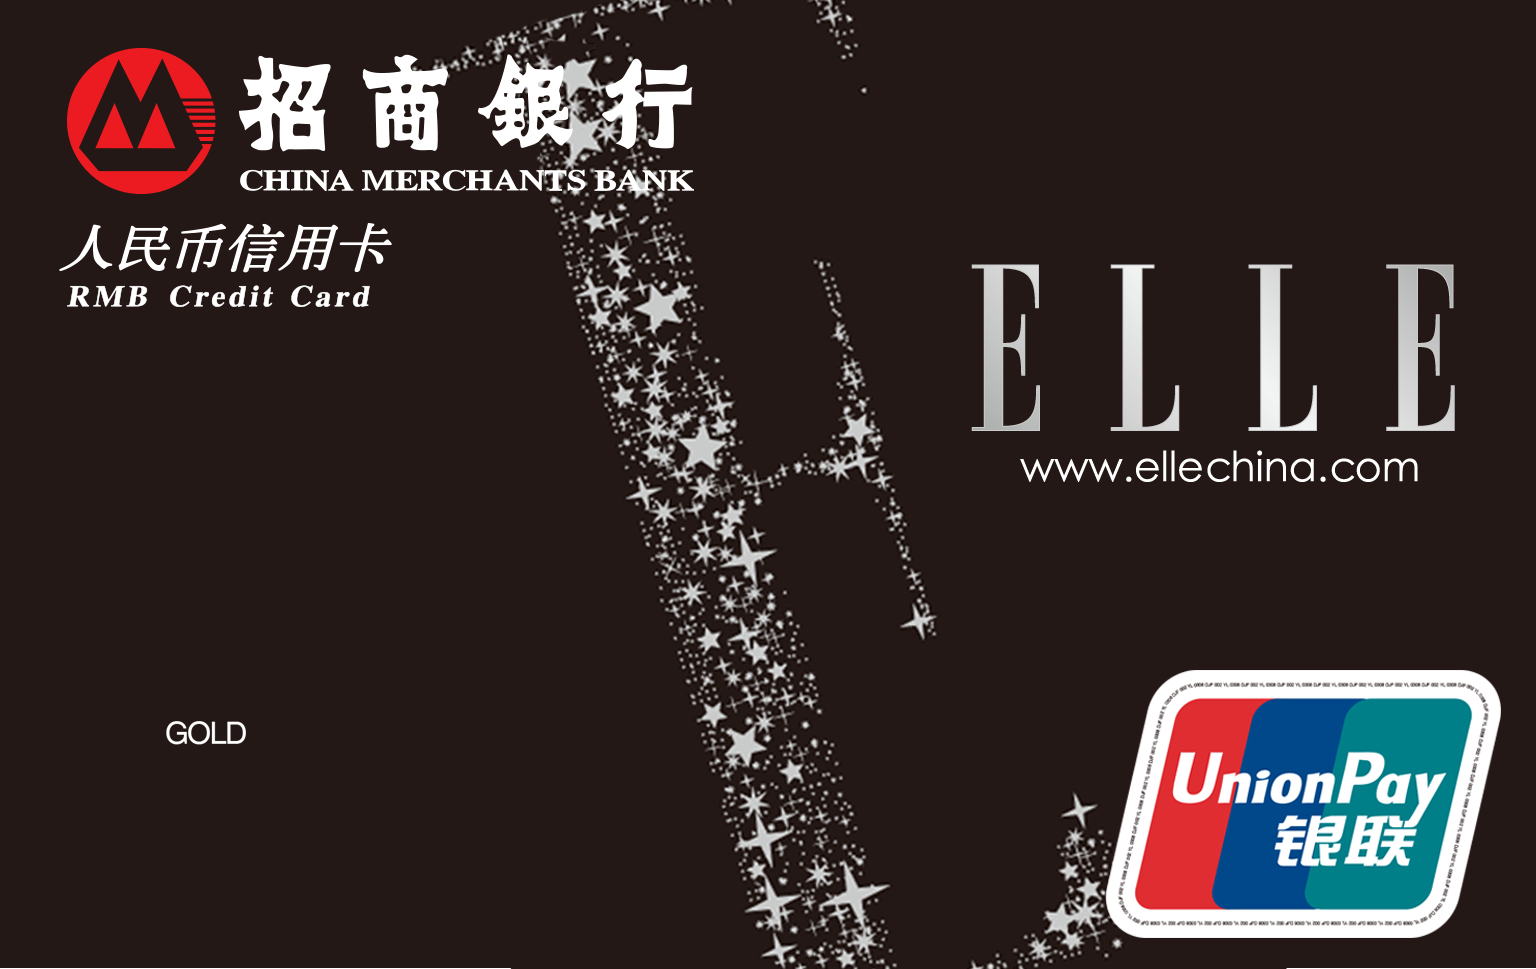 招商銀行
CHINA MERCHANTS BANK
人民币信用卡
RMB Credit Card
ELLE
www.ellechina.com
GOLD
UnionPay
银联